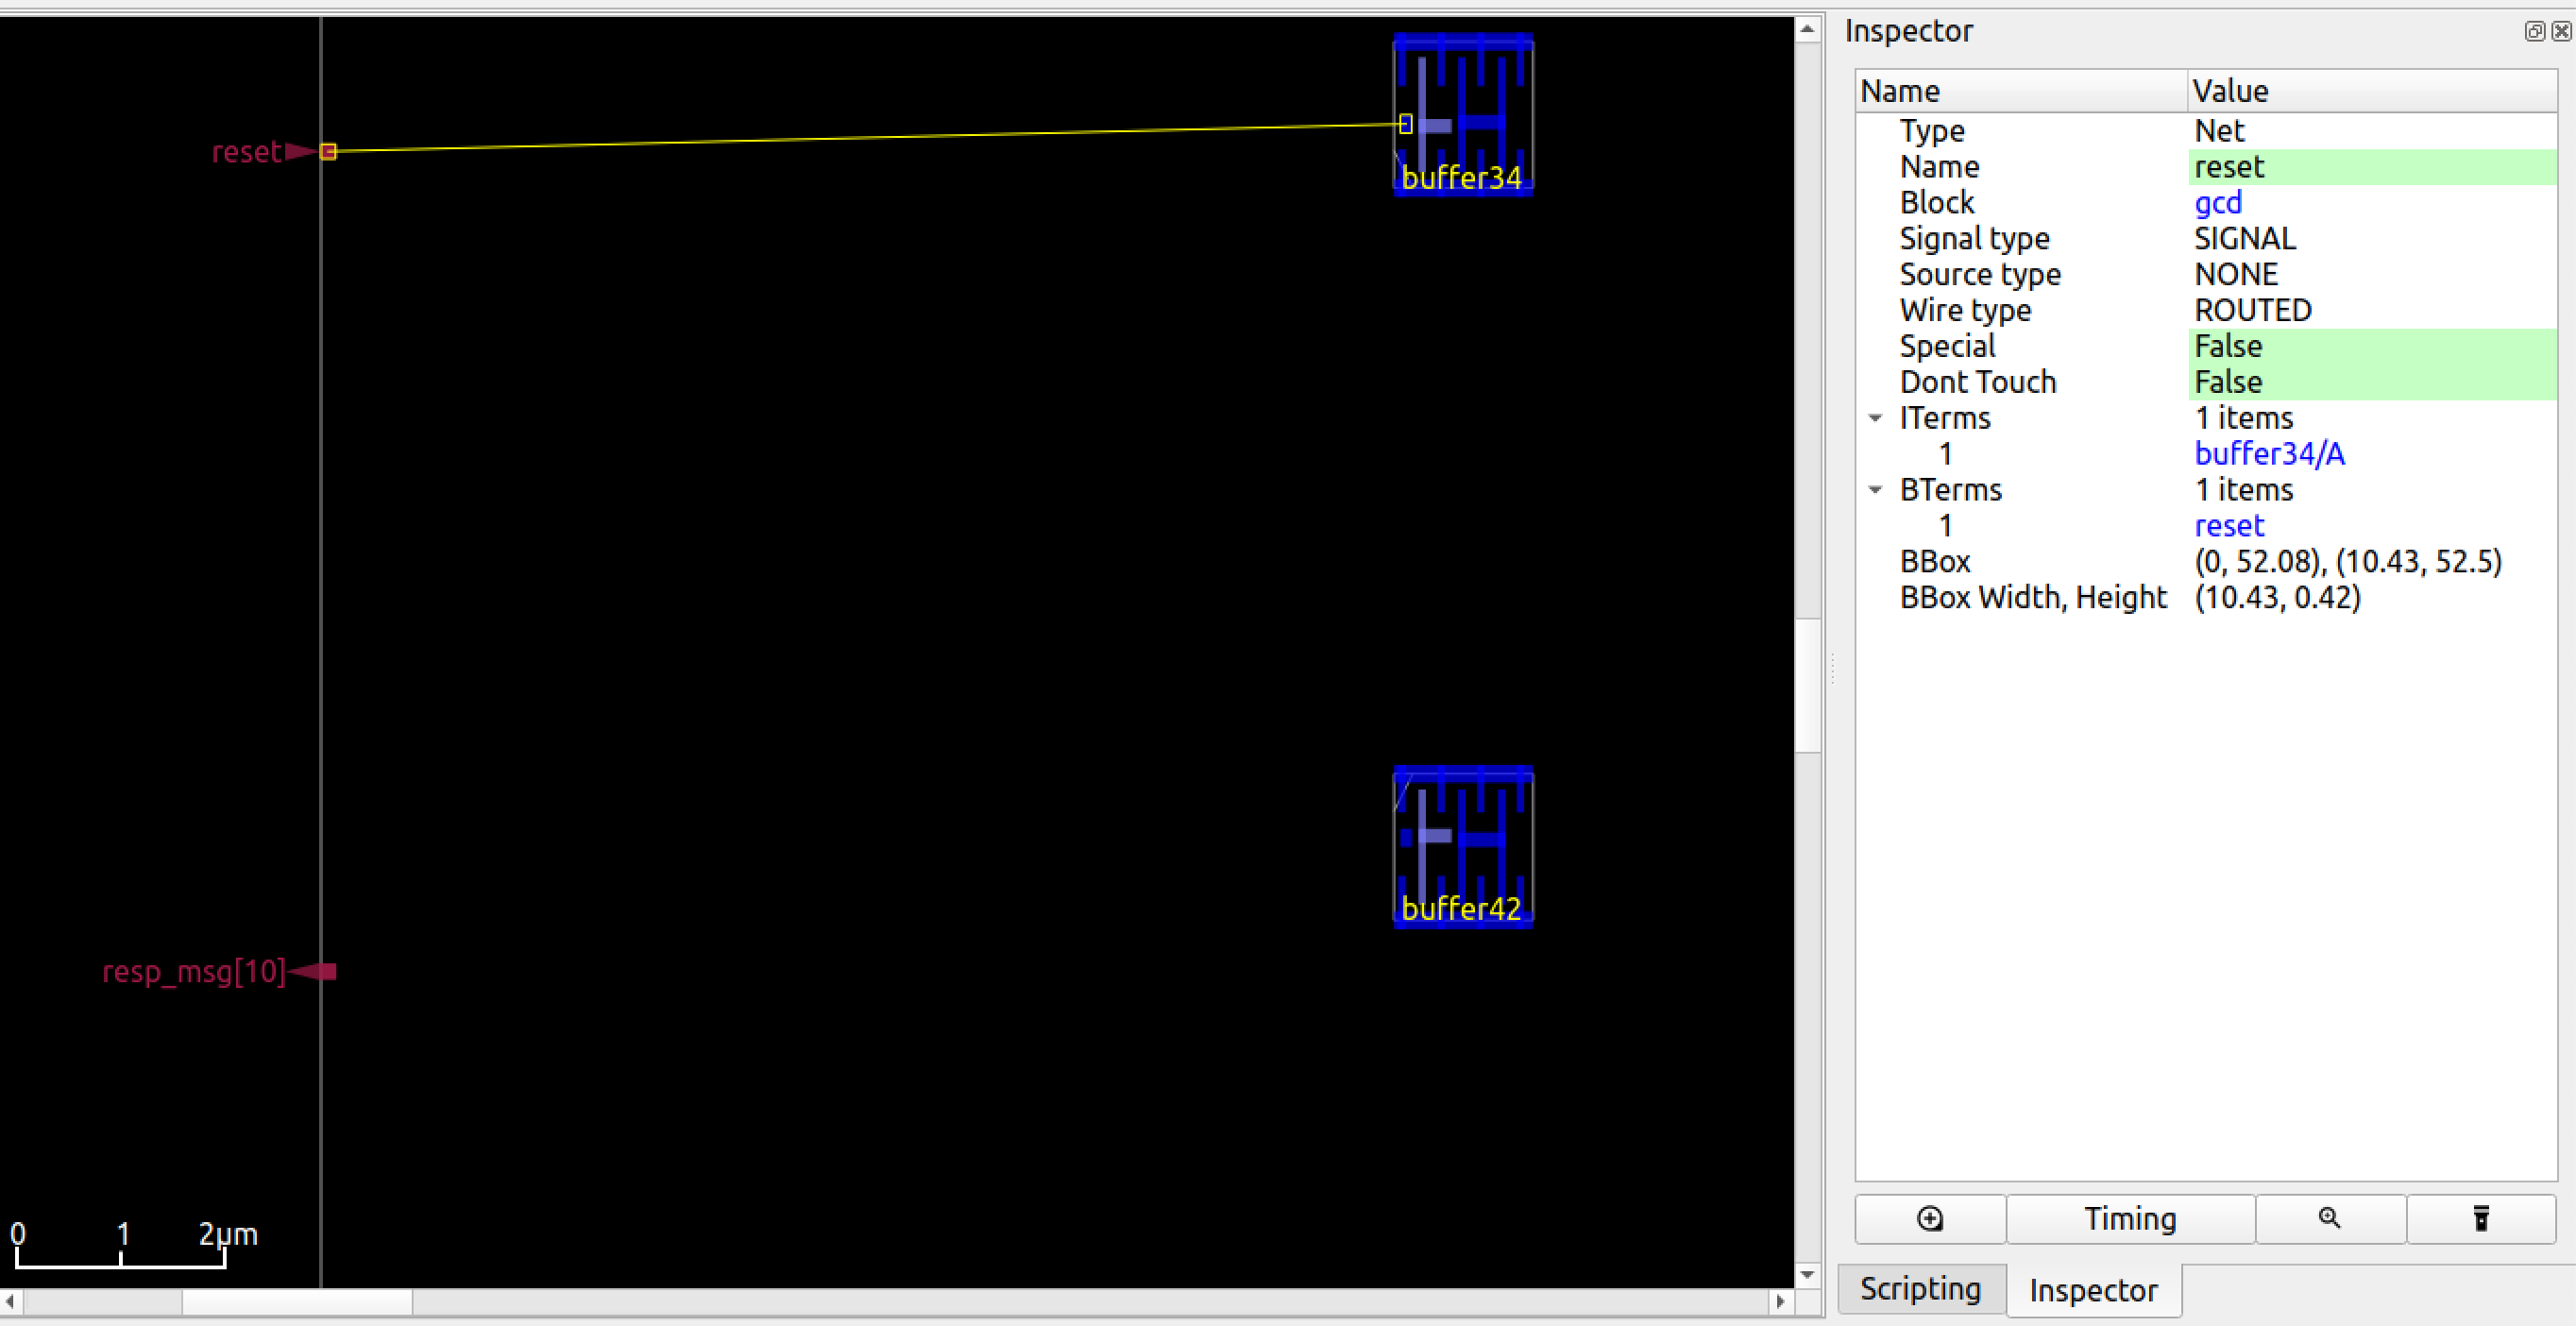 reset
buffer34
buffer42
resp_msg[10]
0 1 2µm
Inspector
Name Value
Type Net
Name reset
Block gcd
Signal type SIGNAL
Source type NONE
Wire type ROUTED
Special False
Dont Touch False
ITerms 1 items
1 buffer34/A
BTerms 1 items
1 reset
BBox (0, 52.08), (10.43, 52.5)
BBox Width, Height (10.43, 0.42)
Timing
Scripting Inspector